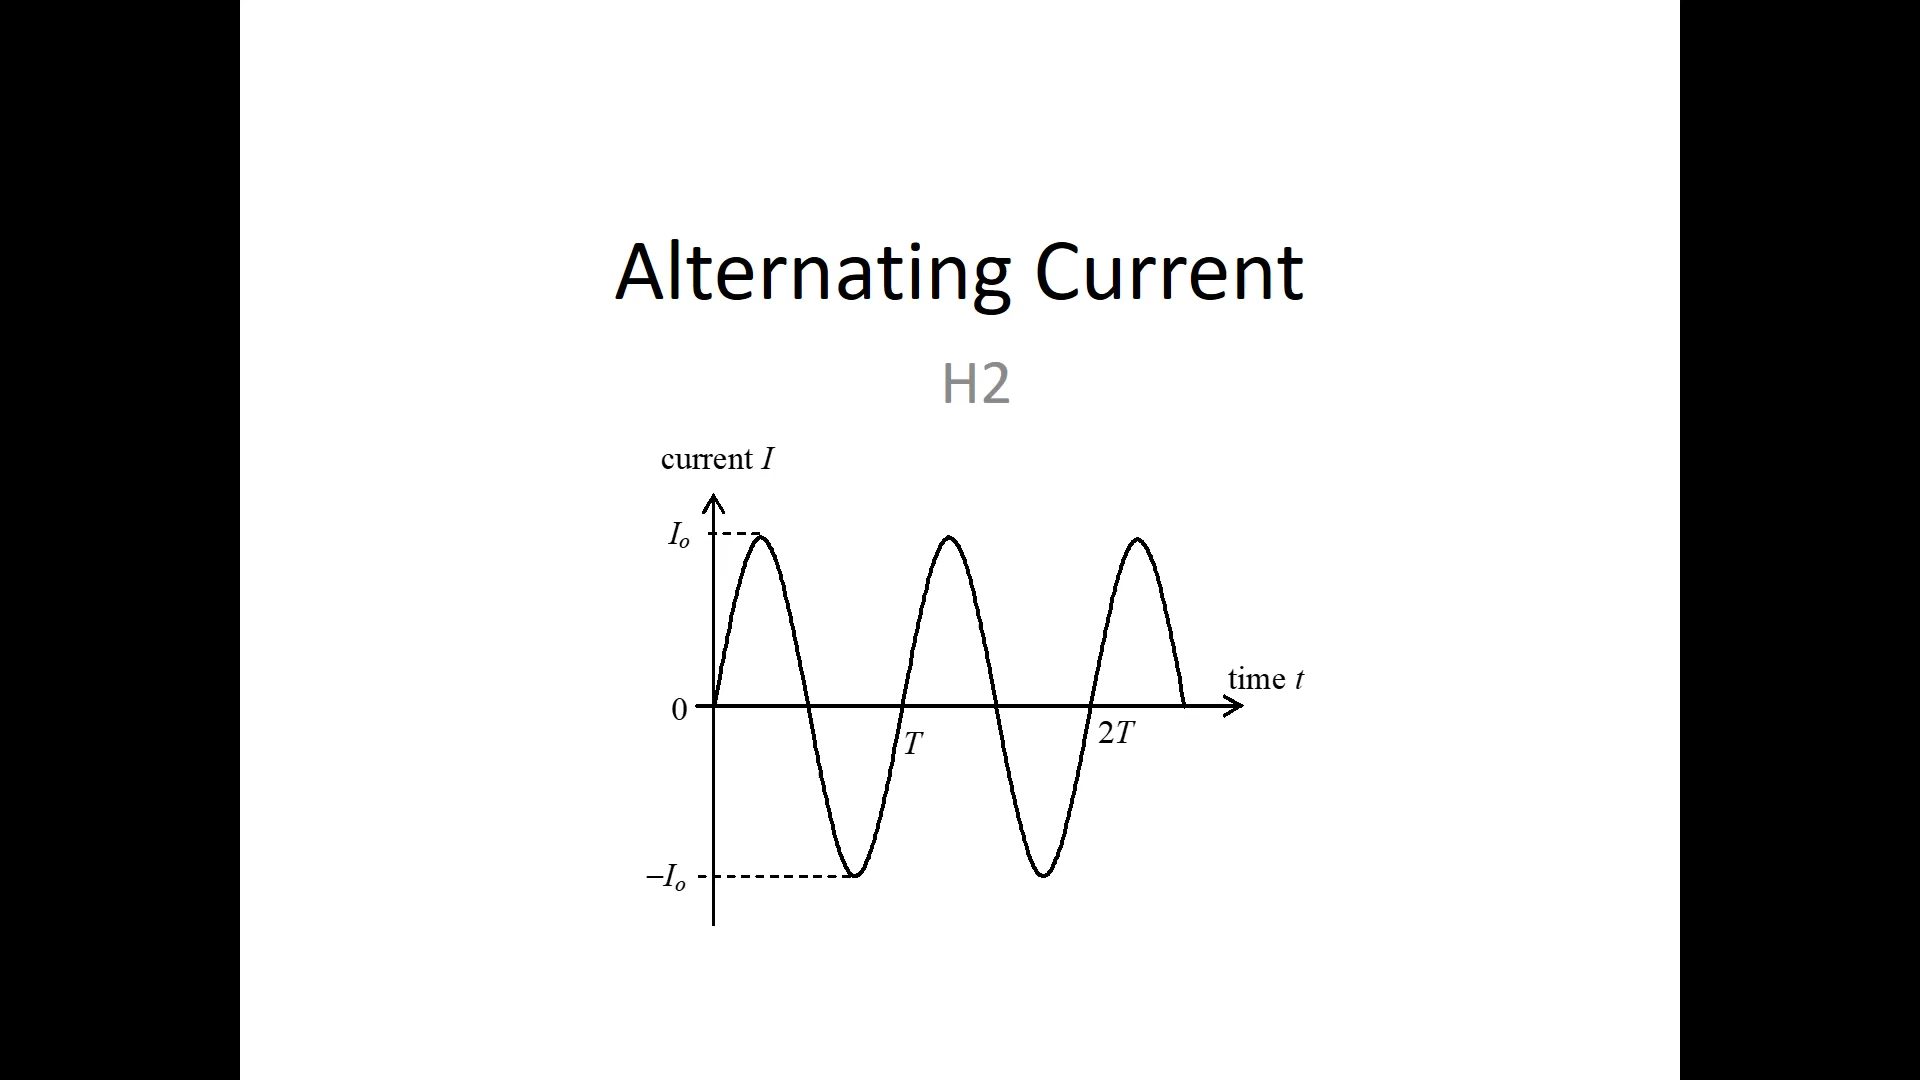 Alternating Current
H2
current I
Iₒ
time t
0
T
2T
–Iₒ